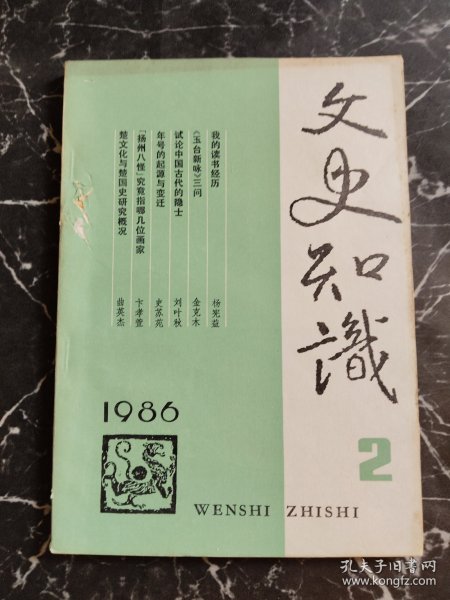 文史知識
我的读书经历 杨宪益
《玉台新咏》三问 金克木
试论中国古代的隐士 刘叶秋
年号的起源与变迁 史苏苑
「扬州八怪」究竟指哪几位画家 卞孝萱
楚文化与楚国史研究概况 曲英杰
1986
2
WENSHI ZHISHI
孔夫子旧书网
www.kongfz.com